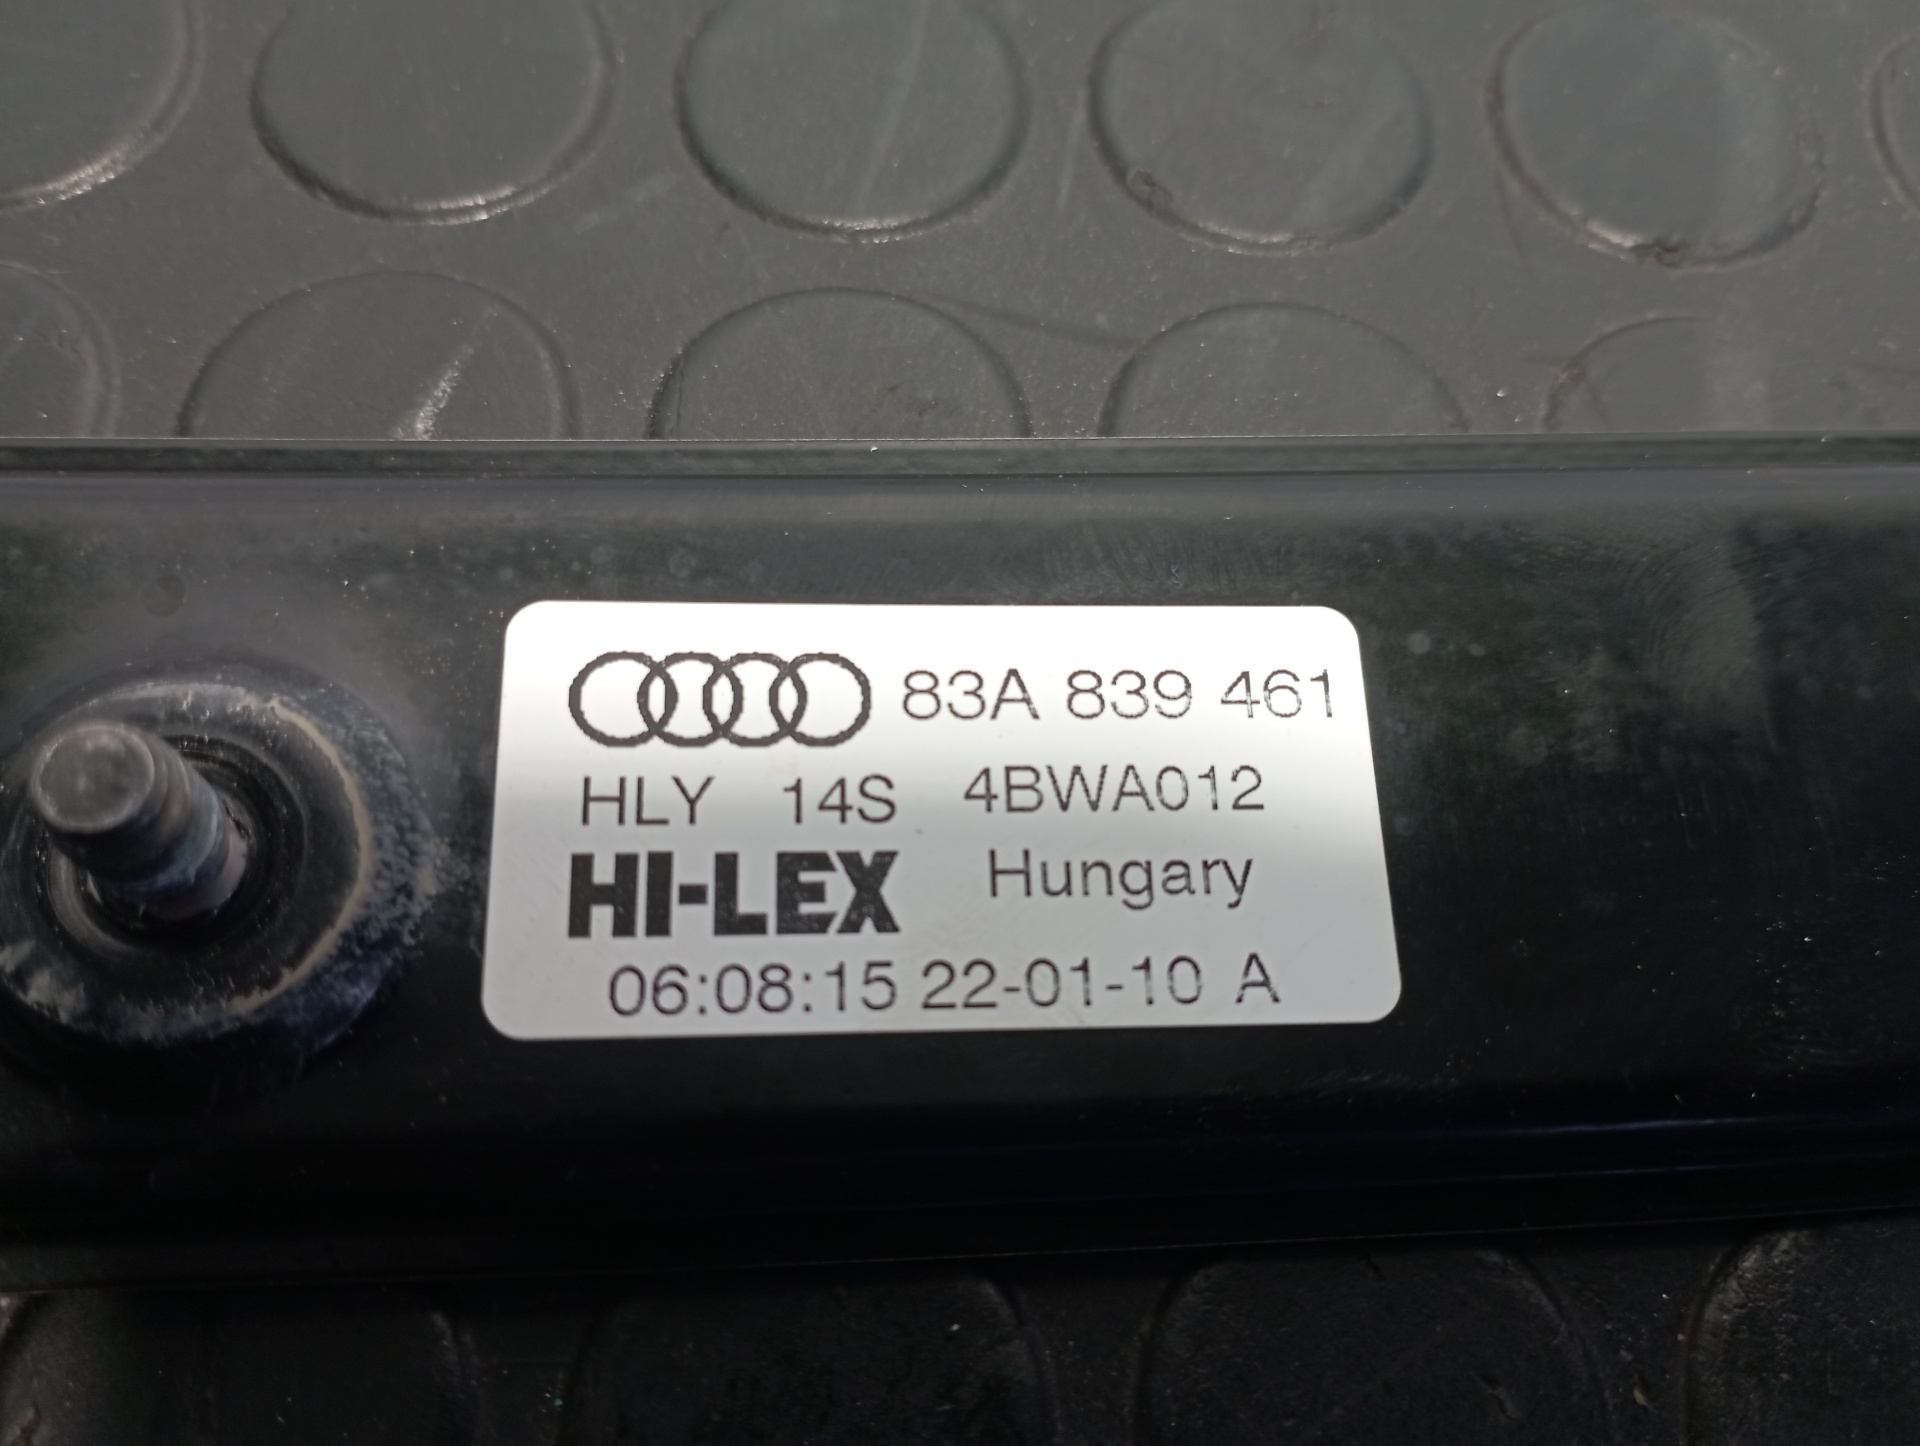 83A 839 461
HLY 14S 4BWA012
HI-LEX Hungary
06:08:15 22-01-10 A